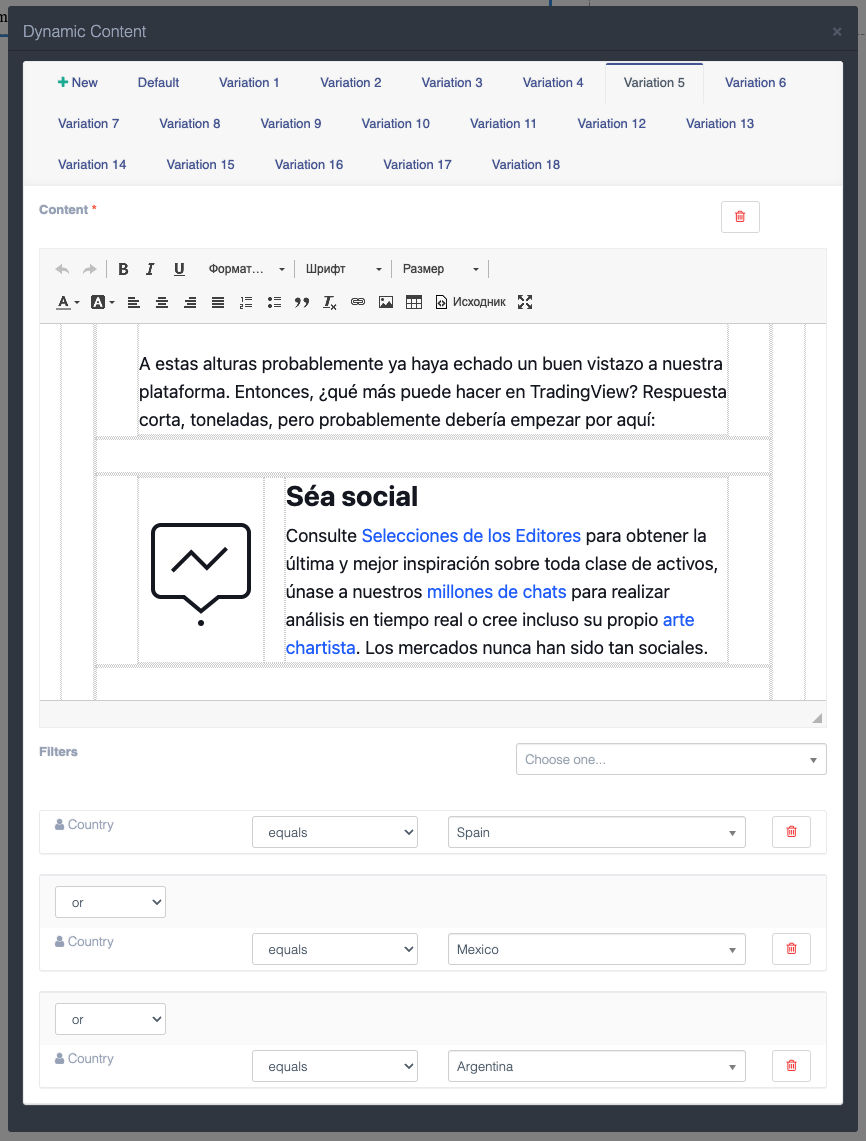 m
Dynamic Content ×
+ New Default Variation 1 Variation 2 Variation 3 Variation 4 Variation 5 Variation 6
Variation 7 Variation 8 Variation 9 Variation 10 Variation 11 Variation 12 Variation 13
Variation 14 Variation 15 Variation 16 Variation 17 Variation 18
Content *
B I U Формат... Шрифт Размер
A A Исходник
A estas alturas probablemente ya haya echado un buen vistazo a nuestra
plataforma. Entonces, ¿qué más puede hacer en TradingView? Respuesta
corta, toneladas, pero probablemente debería empezar por aquí:
Séa social
Consulte Selecciones de los Editores para obtener la
última y mejor inspiración sobre toda clase de activos,
únase a nuestros millones de chats para realizar
análisis en tiempo real o cree incluso su propio arte
chartista. Los mercados nunca han sido tan sociales.
Filters Choose one...
Country equals Spain
or
Country equals Mexico
or
Country equals Argentina